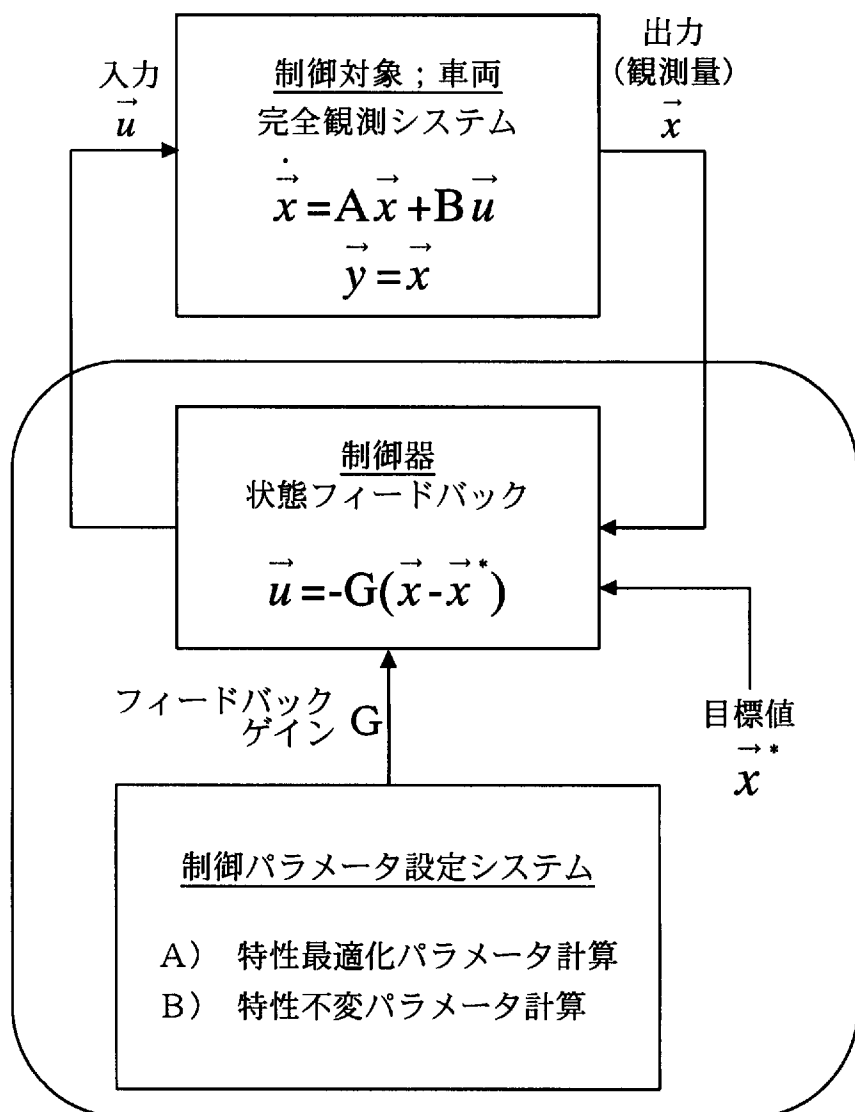 入力
u⃗
制御対象；車両
完全観測システム
ẋ⃗=Ax⃗+Bu⃗
y⃗=x⃗
出力
（観測量）
x⃗
制御器
状態フィードバック
u⃗=-G(x⃗-x⃗*)
フィードバック
ゲイン G
目標値
x⃗*
制御パラメータ設定システム
A） 特性最適化パラメータ計算
B） 特性不変パラメータ計算